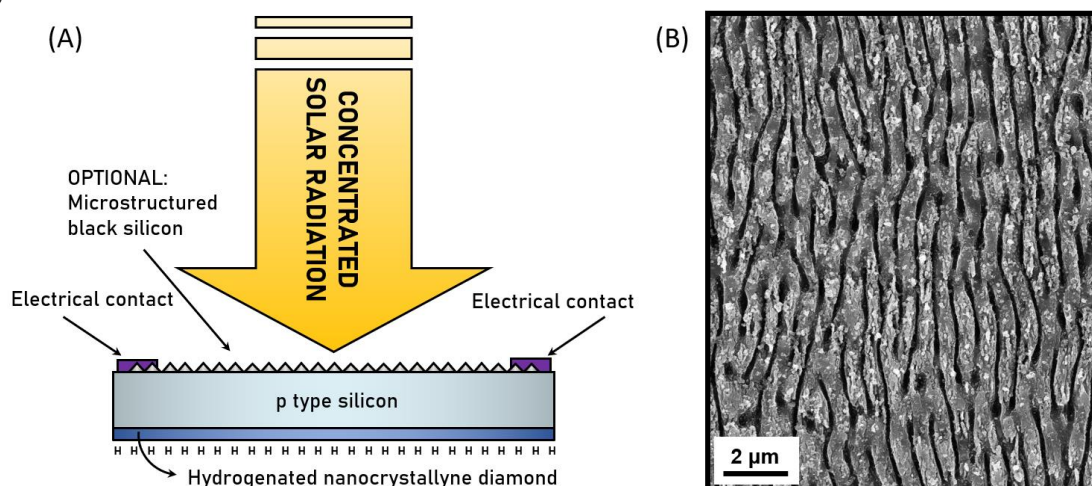 (A)
(B)
CONCENTRATED
SOLAR RADIATION
OPTIONAL:
Microstructured
black silicon
Electrical contact
Electrical contact
p type silicon
H H H H H H H H H H H H H H H H H H H H H H H H H
Hydrogenated nanocrystallyne diamond
2 µm